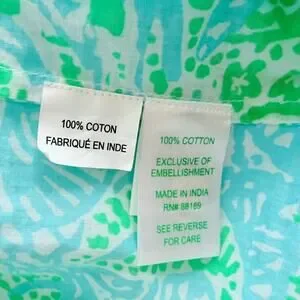 100% COTON
FABRIQUÉ EN INDE
100% COTTON
EXCLUSIVE OF
EMBELLISHMENT
MADE IN INDIA
RN# 88169
SEE REVERSE
FOR CARE